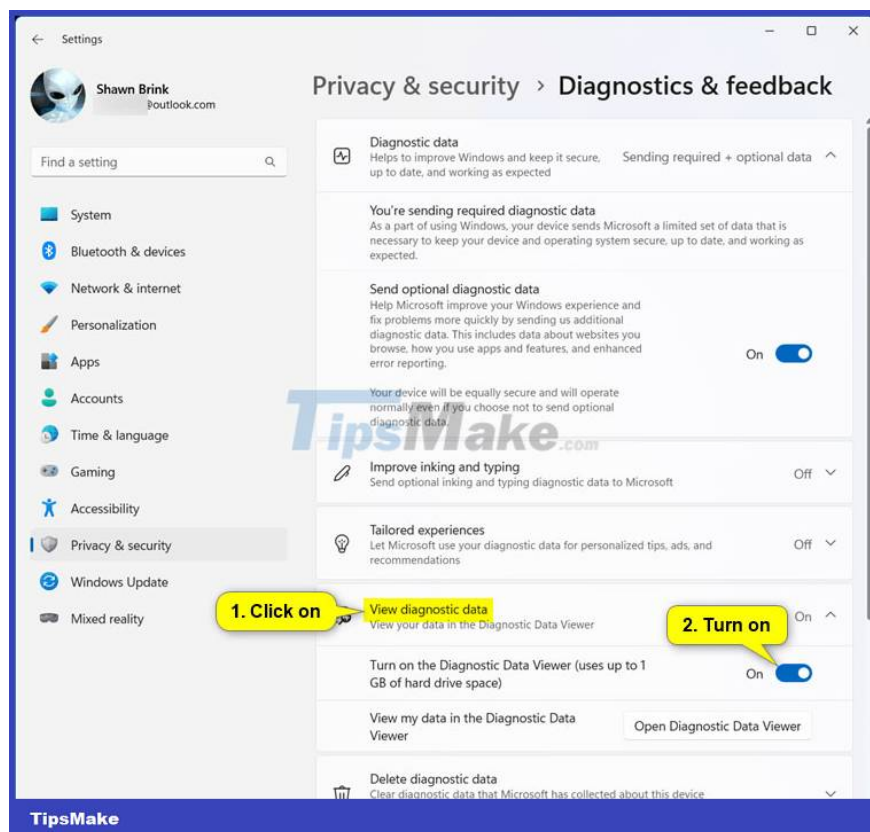 Settings
Shawn Brink
@outlook.com
Privacy & security > Diagnostics & feedback
Find a setting
System
Bluetooth & devices
Network & internet
Personalization
Apps
Accounts
Time & language
Gaming
Accessibility
Privacy & security
Windows Update
Mixed reality
Diagnostic data
Helps to improve Windows and keep it secure,
up to date, and working as expected
Sending required + optional data
You're sending required diagnostic data
As a part of using Windows, your device sends Microsoft a limited set of data that is
necessary to keep your device and operating system secure, up to date, and working as
expected.
Send optional diagnostic data
Help Microsoft improve your Windows experience and
fix problems more quickly by sending us additional
diagnostic data. This includes data about websites you
browse, how you use apps and features, and enhanced
error reporting.
On
Your device will be equally secure and will operate
normally even if you choose not to send optional
diagnostic data.
TipsMake.com
Improve inking and typing
Send optional inking and typing diagnostic data to Microsoft
Off
Tailored experiences
Let Microsoft use your diagnostic data for personalized tips, ads, and
recommendations
Off
1. Click on
View diagnostic data
View your data in the Diagnostic Data Viewer
On
2. Turn on
Turn on the Diagnostic Data Viewer (uses up to 1
GB of hard drive space)
On
View my data in the Diagnostic Data
Viewer
Open Diagnostic Data Viewer
Delete diagnostic data
Clear diagnostic data that Microsoft has collected about this device
TipsMake